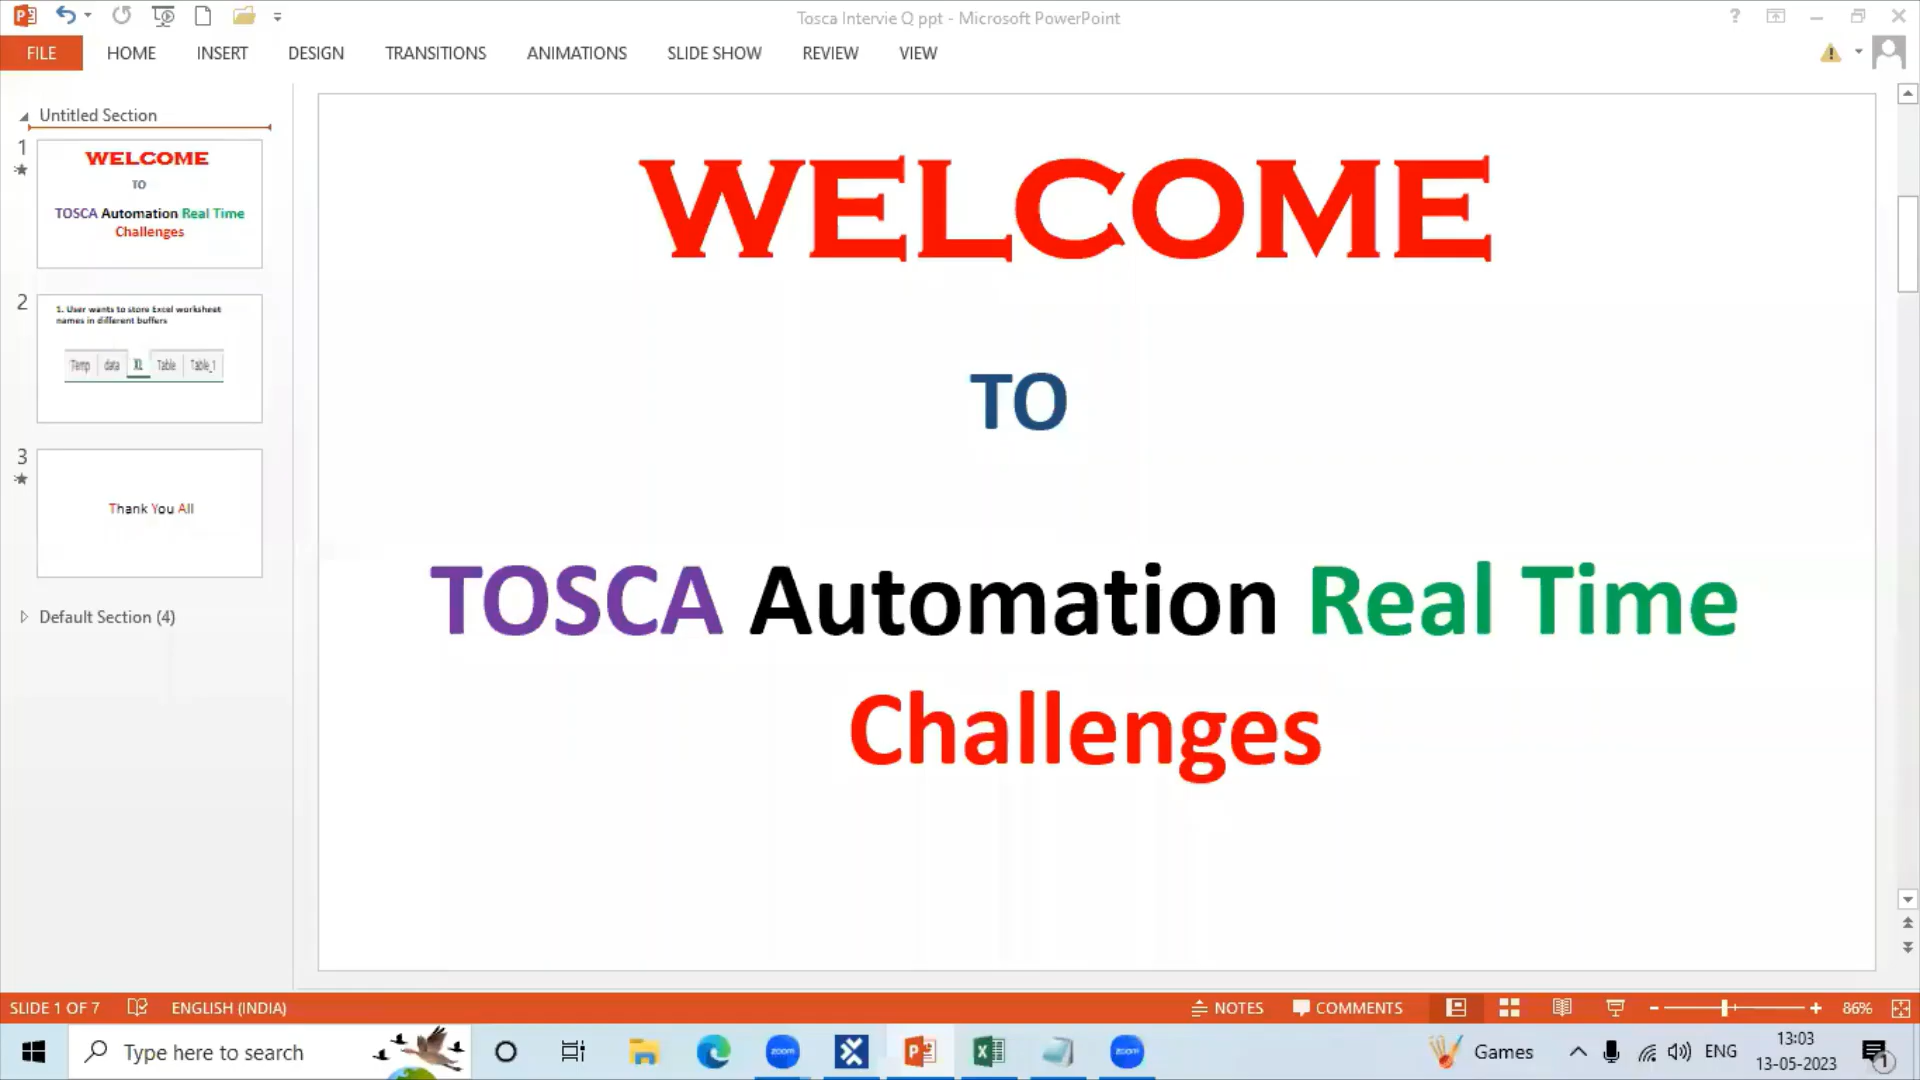 Tosca Intervie Q ppt - Microsoft PowerPoint
FILE
HOME
INSERT
DESIGN
TRANSITIONS
ANIMATIONS
SLIDE SHOW
REVIEW
VIEW
Untitled Section
1
WELCOME
TO
TOSCA Automation Real Time
Challenges
2
1. User wants to store Excel worksheet
names in different buffers
Temp data XL Table Table_1
3
Thank You All
Default Section (4)
WELCOME
TO
TOSCA Automation Real Time
Challenges
SLIDE 1 OF 7
ENGLISH (INDIA)
NOTES
COMMENTS
86%
Type here to search
zoom
zoom
Games
ENG
13:03
13-05-2023
1